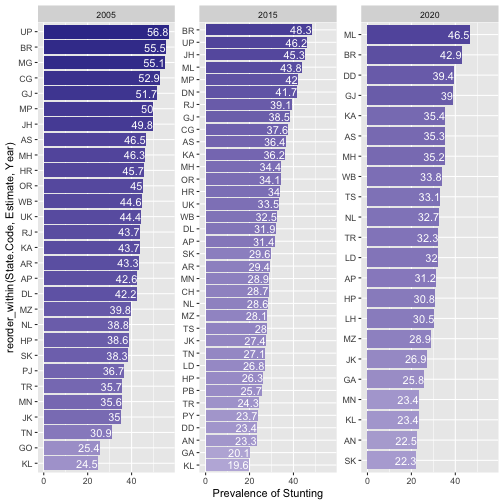 2005
2015
2020
reorder_within(State.Code, Estimate, Year)
UP 56.8
BR 55.6
MG 55.1
CG 52.9
GJ 51.7
MP 50
JH 49.8
AS 46.5
MH 46.3
HR 45.7
OR 45
WB 44.6
UK 44.4
RJ 43.7
KA 43.7
AR 43.3
AP 42.6
DL 42.2
MZ 39.8
NL 38.8
HP 38.6
SK 38.3
PJ 36.7
TR 35.7
MN 35.6
JK 35
TN 30.9
GO 25.4
KL 24.5
0 20 40
BR 48.3
UP 46.2
JH 45.3
ML 43.8
MP 42
DN 41.7
RJ 39.1
GJ 38.5
CG 37.6
AS 36.4
KA 36.2
MH 34.4
OR 34.1
HR 34
UK 33.5
WB 32.5
DL 31.9
AP 31.4
SK 29.6
AR 29.4
MN 28.9
CH 28.7
NL 28.6
MZ 28.1
TS 28
JK 27.4
TN 27.1
LD 26.8
HP 26.3
PB 25.7
TR 24.3
PY 23.7
DD 23.4
AN 23.3
GA 20.1
KL 19.6
0 20 40
ML 46.5
BR 42.9
DD 39.4
GJ 39
KA 35.4
AS 35.3
MH 35.2
WB 33.8
TS 33.1
NL 32.7
TR 32.3
LD 32
AP 31.2
HP 30.8
LH 30.5
MZ 28.9
JK 26.9
GA 25.8
MN 23.4
KL 23.4
AN 22.5
SK 22.3
0 20 40
Prevalence of Stunting